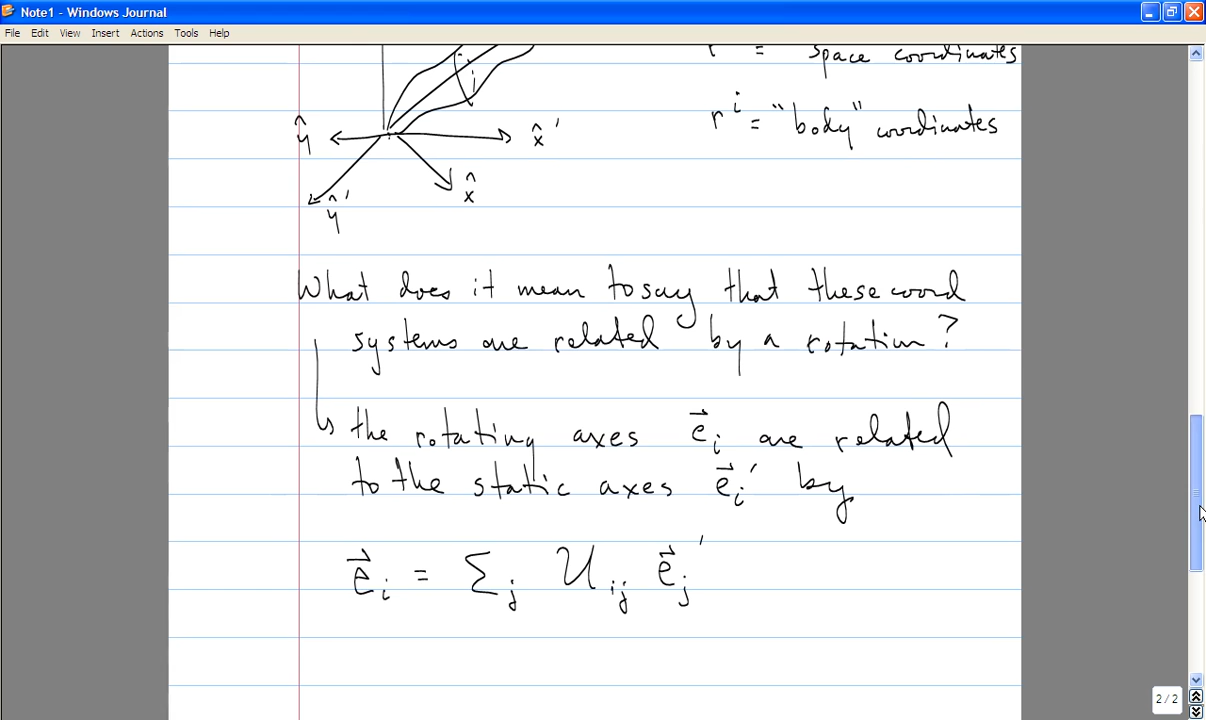 Note1 - Windows Journal
File Edit View Insert Actions Tools Help
r = space coordinates
rⁱ = "body" coordinates
ŷ x̂'
x̂
ŷ'
What does it mean to say that these coord
systems are related by a rotation?
↳ the rotating axes e⃗ᵢ are related
to the static axes e⃗ᵢ' by
e⃗ᵢ = Σⱼ Uᵢⱼ e⃗ⱼ'
2 / 2